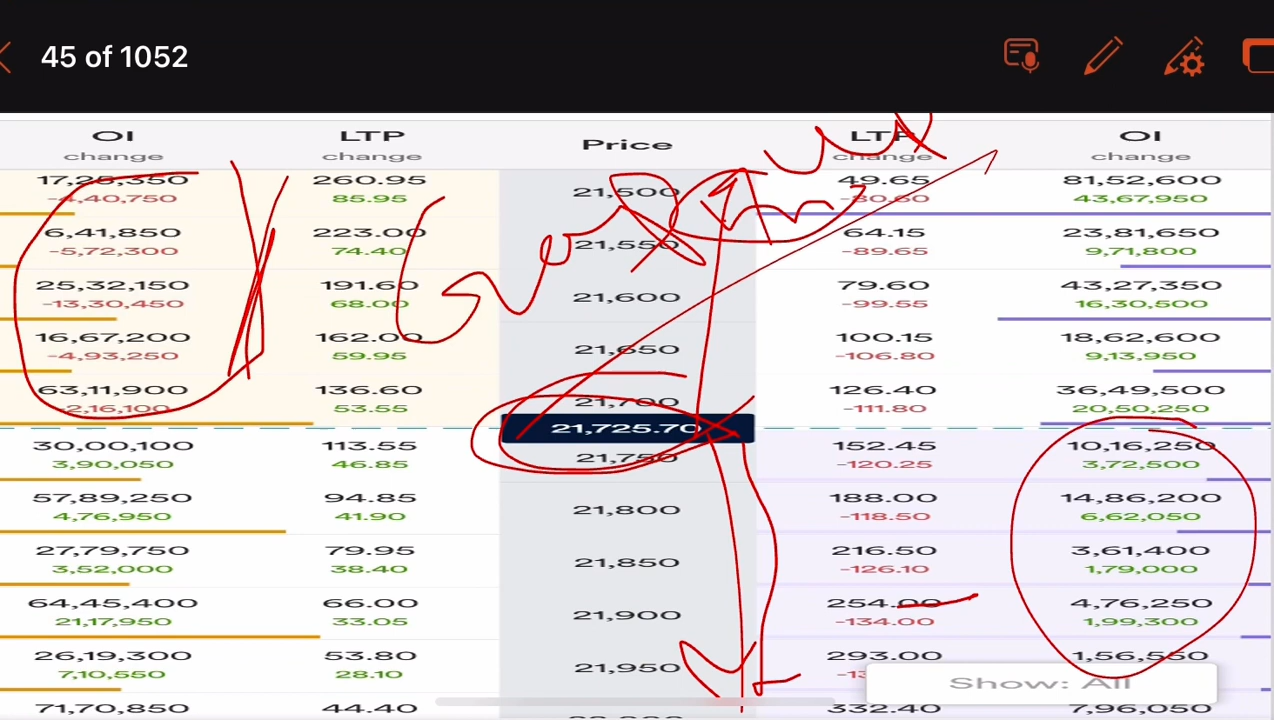 45 of 1052
OI LTP Price LTP OI
change change change change
17,25,350 260.95 21,500 49.65 81,52,600
-4,40,750 85.95 -30.60 43,67,950
6,41,850 223.00 21,550 64.15 23,81,650
-5,72,300 74.40 -89.65 9,71,800
25,32,150 191.60 21,600 79.60 43,27,350
-13,30,450 68.00 -99.55 16,30,500
16,67,200 162.00 21,650 100.15 18,62,600
-4,93,250 59.95 -106.80 9,13,950
63,11,900 136.60 21,700 126.40 36,49,500
-2,16,100 53.55 -111.80 20,50,250
21,725.70
30,00,100 113.55 21,750 152.45 10,16,250
3,90,050 46.85 -120.25 3,72,500
57,89,250 94.85 21,800 188.00 14,86,200
4,76,950 41.90 -118.50 6,62,050
27,79,750 79.95 21,850 216.50 3,61,400
3,52,000 38.40 -126.10 1,79,000
64,45,400 66.00 21,900 254.00 4,76,250
21,17,950 33.05 -134.00 1,99,300
26,19,300 53.80 21,950 293.00 1,56,550
7,10,550 28.10
Show: All
71,70,850 44.40 332.40 7,96,050